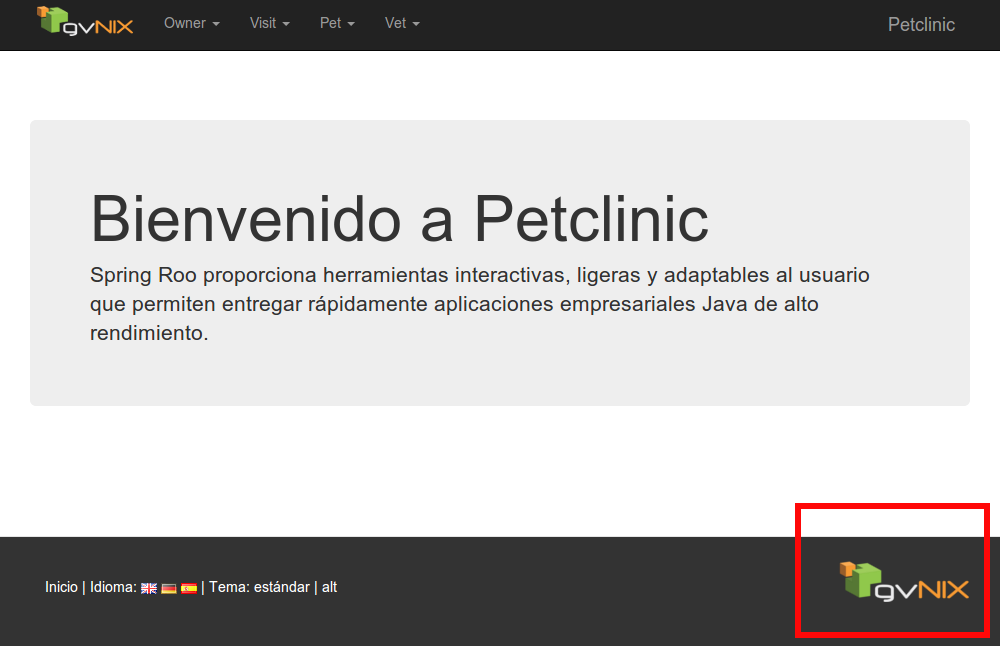 gvNIX Owner Visit Pet Vet Petclinic
Bienvenido a Petclinic
Spring Roo proporciona herramientas interactivas, ligeras y adaptables al usuario
que permiten entregar rápidamente aplicaciones empresariales Java de alto
rendimiento.
Inicio | Idioma: | Tema: estándar | alt
gvNIX